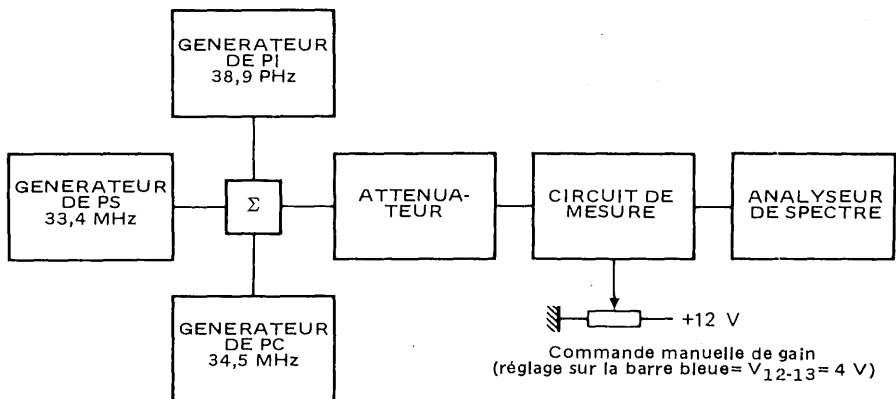 GENERATEUR
DE PI
38,9 PHz
GENERATEUR
DE PS
33,4 MHz
Σ
ATTENUA-
TEUR
CIRCUIT DE
MESURE
ANALYSEUR
DE SPECTRE
GENERATEUR
DE PC
34,5 MHz
+12 V
Commande manuelle de gain
(réglage sur la barre bleue= V12-13= 4 V)